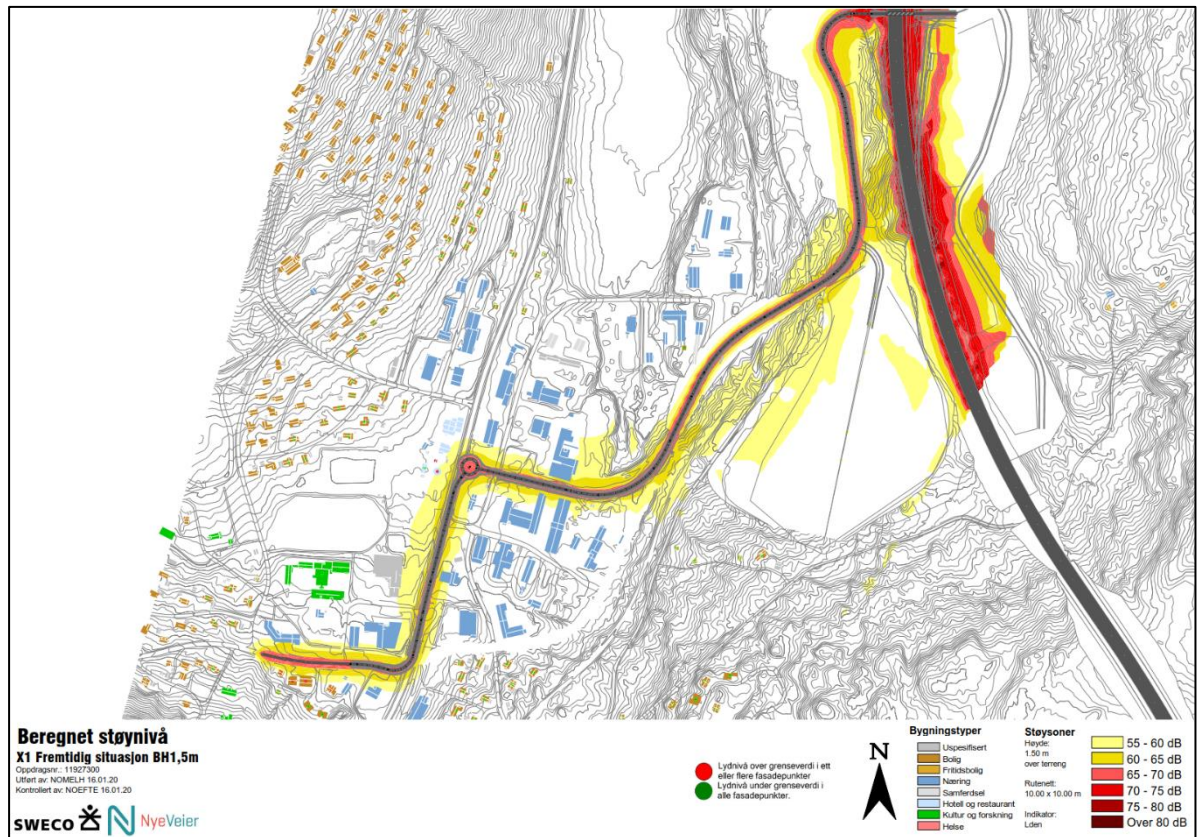 Beregnet støynivå
X1 Fremtidig situasjon BH1,5m
Oppdragsnr.: 11927300
Utført av: NOMELH 16.01.20
Kontrollert av: NOEFTE 16.01.20
SWECO
NyeVeier
Lydnivå over grenseverdi i ett
eller flere fasadepunkter
Lydnivå under grenseverdi i
alle fasadepunkter.
N
Bygningstyper
Uspesifisert
Bolig
Fritidsbolig
Næring
Samferdsel
Hotell og restaurant
Kultur og forskning
Helse
Støysoner
Høyde:
1.50 m
over terreng
Rutenett:
10.00 x 10.00 m
Indikator:
Lden
55 - 60 dB
60 - 65 dB
65 - 70 dB
70 - 75 dB
75 - 80 dB
Over 80 dB